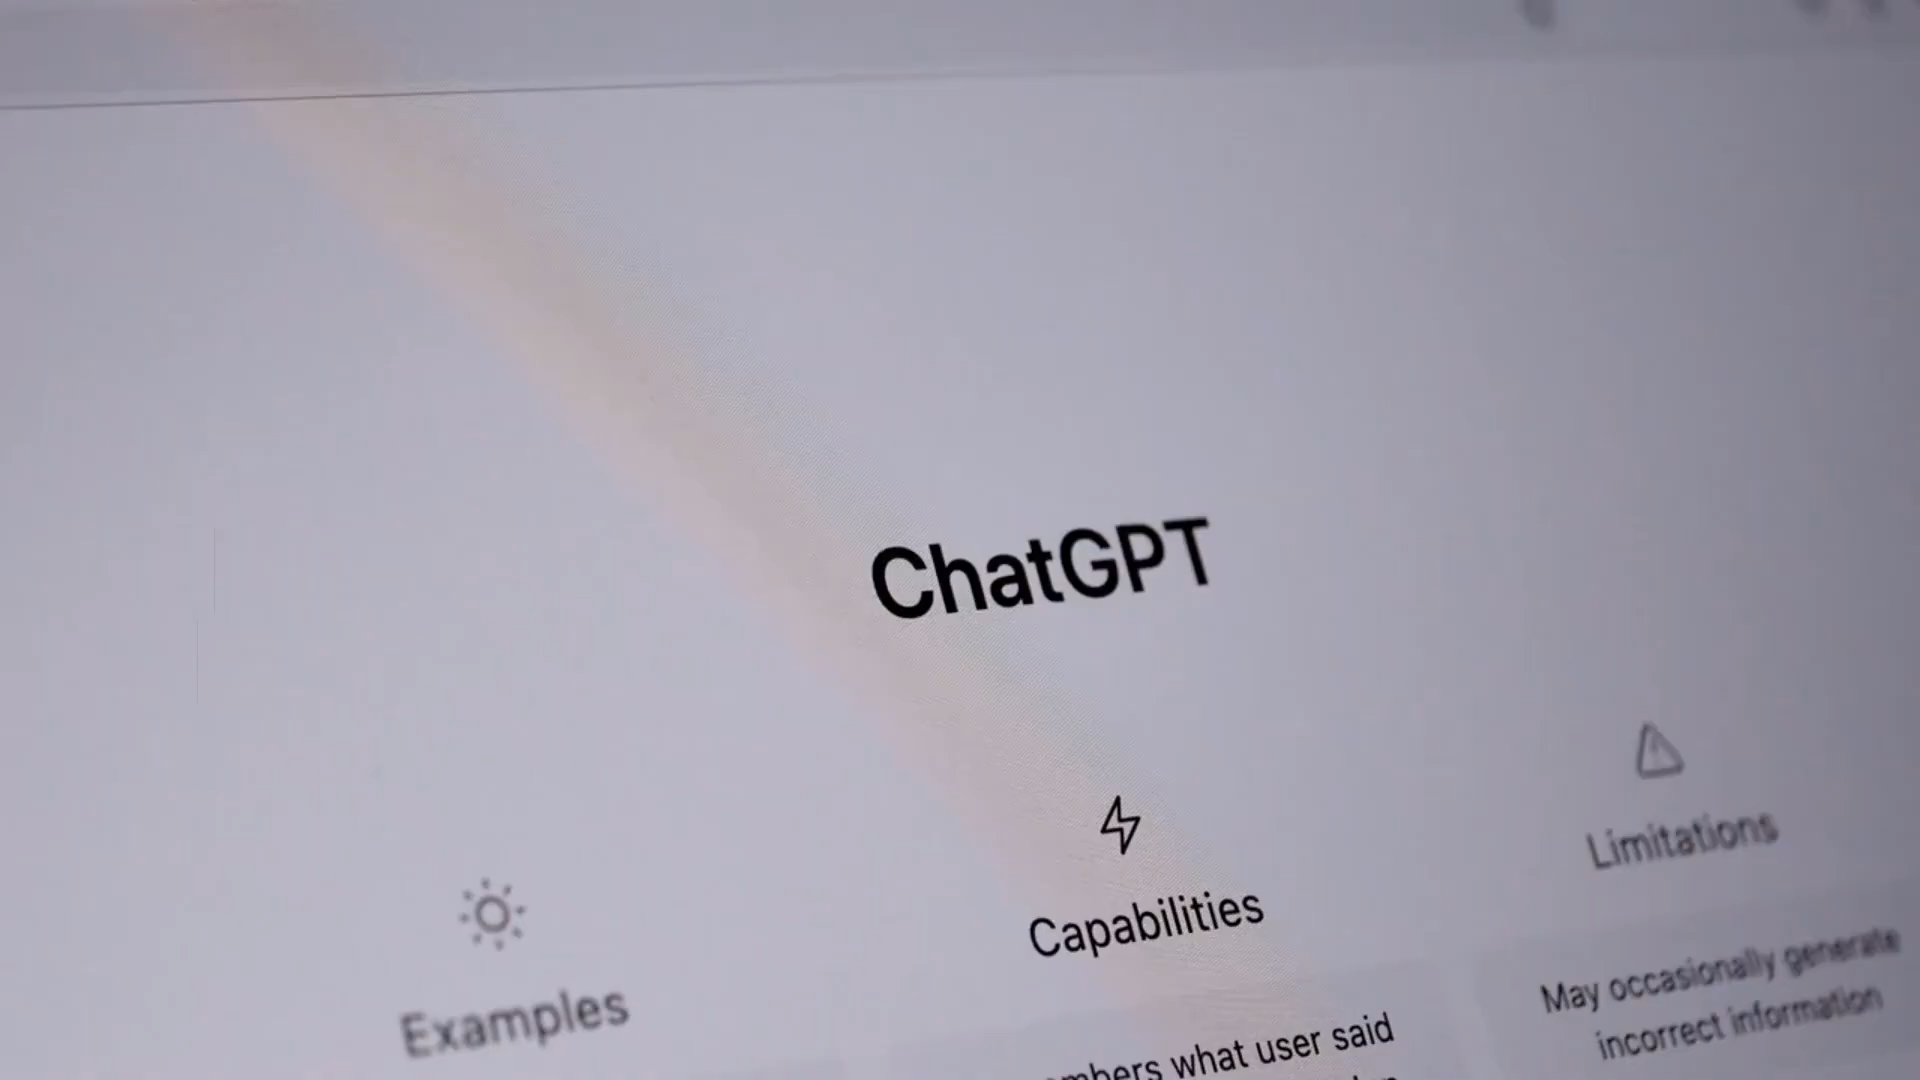 ChatGPT
Examples
Capabilities
Limitations
what user said
May occasionally generate
incorrect information